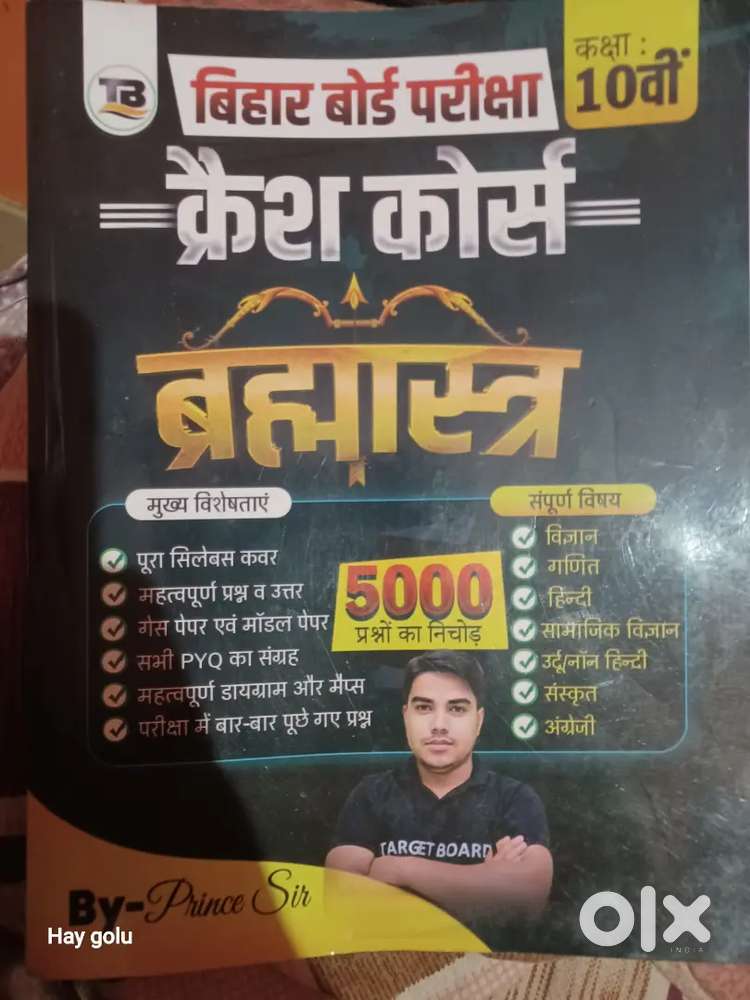 TB
कक्षा :
10वीं
बिहार बोर्ड परीक्षा
क्रैश कोर्स
ब्रह्मास्त्र
मुख्य विशेषताएं
पूरा सिलेबस कवर
महत्वपूर्ण प्रश्न व उत्तर
गेस पेपर एवं मॉडल पेपर
सभी PYQ का संग्रह
महत्वपूर्ण डायग्राम और मैप्स
परीक्षा में बार-बार पूछे गए प्रश्न
5000
प्रश्नों का निचोड़
संपूर्ण विषय
विज्ञान
गणित
हिन्दी
सामाजिक विज्ञान
उर्दू/नॉन हिन्दी
संस्कृत
अंग्रेजी
TARGET BOARD
By-Prince Sir
Hay golu
olx
INDIA